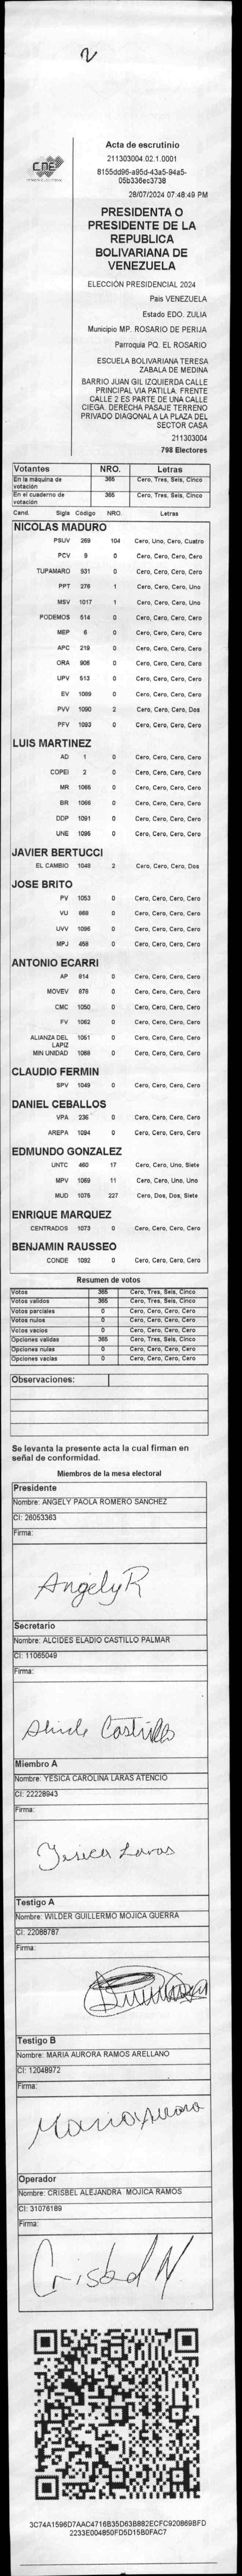 2
CNE
Acta de escrutinio
211303004.02.1.0001
8155dd96-a95d-43a5-94a5-
05b336ec3738
28/07/2024 07:48:49 PM
PRESIDENTA O
PRESIDENTE DE LA
REPUBLICA
BOLIVARIANA DE
VENEZUELA
ELECCIÓN PRESIDENCIAL 2024
Pais VENEZUELA
Estado EDO. ZULIA
Municipio MP. ROSARIO DE PERIJA
Parroquia PQ. EL ROSARIO
ESCUELA BOLIVARIANA TERESA
ZABALA DE MEDINA
BARRIO JUAN GIL IZQUIERDA CALLE
PRINCIPAL VIA PATILLA. FRENTE
CALLE 2 ES PARTE DE UNA CALLE
CIEGA. DERECHA PASAJE TERRENO
PRIVADO DIAGONAL A LA PLAZA DEL
SECTOR CASA
211303004
798 Electores
Votantes NRO. Letras
En la máquina de votación 365 Cero, Tres, Seis, Cinco
En el cuaderno de votación 365 Cero, Tres, Seis, Cinco
Cand. Sigla Código NRO. Letras
NICOLAS MADURO
PSUV 269 104 Cero, Uno, Cero, Cuatro
PCV 9 0 Cero, Cero, Cero, Cero
TUPAMARO 931 0 Cero, Cero, Cero, Cero
PPT 276 1 Cero, Cero, Cero, Uno
MSV 1017 1 Cero, Cero, Cero, Uno
PODEMOS 514 0 Cero, Cero, Cero, Cero
MEP 6 0 Cero, Cero, Cero, Cero
APC 219 0 Cero, Cero, Cero, Cero
ORA 906 0 Cero, Cero, Cero, Cero
UPV 513 0 Cero, Cero, Cero, Cero
EV 1089 0 Cero, Cero, Cero, Cero
PVV 1090 2 Cero, Cero, Cero, Dos
PFV 1093 0 Cero, Cero, Cero, Cero
LUIS MARTINEZ
AD 1 0 Cero, Cero, Cero, Cero
COPEI 2 0 Cero, Cero, Cero, Cero
MR 1065 0 Cero, Cero, Cero, Cero
BR 1066 0 Cero, Cero, Cero, Cero
DDP 1091 0 Cero, Cero, Cero, Cero
UNE 1095 0 Cero, Cero, Cero, Cero
JAVIER BERTUCCI
EL CAMBIO 1048 2 Cero, Cero, Cero, Dos
JOSE BRITO
PV 1053 0 Cero, Cero, Cero, Cero
VU 868 0 Cero, Cero, Cero, Cero
UVV 1096 0 Cero, Cero, Cero, Cero
MPJ 458 0 Cero, Cero, Cero, Cero
ANTONIO ECARRI
AP 814 0 Cero, Cero, Cero, Cero
MOVEV 878 0 Cero, Cero, Cero, Cero
CMC 1050 0 Cero, Cero, Cero, Cero
FV 1062 0 Cero, Cero, Cero, Cero
ALIANZA DEL LAPIZ 1051 0 Cero, Cero, Cero, Cero
MIN UNIDAD 1088 0 Cero, Cero, Cero, Cero
CLAUDIO FERMIN
SPV 1049 0 Cero, Cero, Cero, Cero
DANIEL CEBALLOS
VPA 236 0 Cero, Cero, Cero, Cero
AREPA 1094 0 Cero, Cero, Cero, Cero
EDMUNDO GONZALEZ
UNTC 460 17 Cero, Cero, Uno, Siete
MPV 1069 11 Cero, Cero, Uno, Uno
MUD 1075 227 Cero, Dos, Dos, Siete
ENRIQUE MARQUEZ
CENTRADOS 1073 0 Cero, Cero, Cero, Cero
BENJAMIN RAUSSEO
CONDE 1092 0 Cero, Cero, Cero, Cero
Resumen de votos
Votos 365 Cero, Tres, Seis, Cinco
Votos validos 365 Cero, Tres, Seis, Cinco
Votos parciales 0 Cero, Cero, Cero, Cero
Votos nulos 0 Cero, Cero, Cero, Cero
Votos vacios 0 Cero, Cero, Cero, Cero
Opciones validas 365 Cero, Tres, Seis, Cinco
Opciones nulas 0 Cero, Cero, Cero, Cero
Opciones vacias 0 Cero, Cero, Cero, Cero
Observaciones:
Se levanta la presente acta la cual firman en
señal de conformidad.
Miembros de la mesa electoral
Presidente
Nombre: ANGELY PAOLA ROMERO SANCHEZ
CI: 26053363
Firma:
Angely R
Secretario
Nombre: ALCIDES ELADIO CASTILLO PALMAR
CI: 11065049
Firma:
Castillo
Miembro A
Nombre: YESICA CAROLINA LARAS ATENCIO
CI: 22228943
Firma:
Yesica Laras
Testigo A
Nombre: WILDER GUILLERMO MOJICA GUERRA
CI: 22088787
Firma:
Testigo B
Nombre: MARIA AURORA RAMOS ARELLANO
CI: 12048972
Firma:
Maria Aurora
Operador
Nombre: CRISBEL ALEJANDRA MOJICA RAMOS
CI: 31076189
Firma:
Crisbel M
3C74A1596D7AAC4716B35D63B882ECFC920869BFD
2233E004850FD5D15B0FAC7